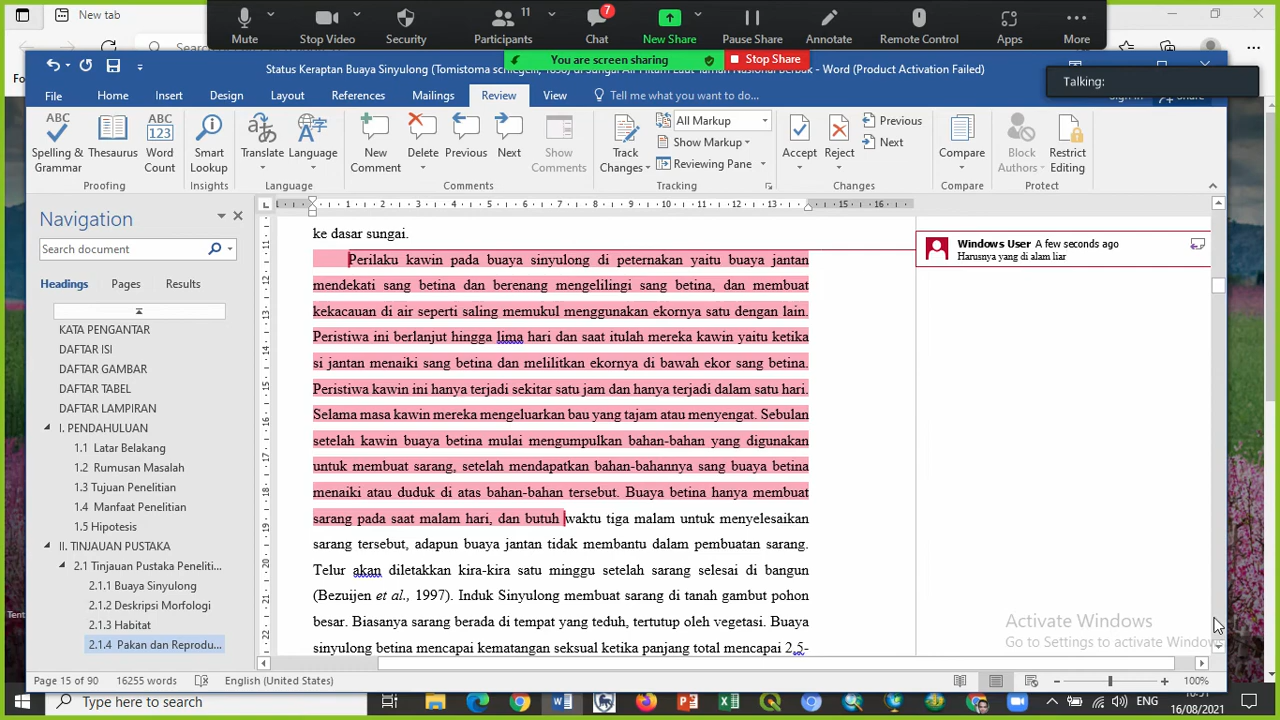 New tab
Search
Mute
Stop Video
Security
11
Participants
7
Chat
New Share
Pause Share
Annotate
Remote Control
Apps
More
You are screen sharing
Stop Share
Talking:
- Word (Product Activation Failed)
File
Home
Insert
Design
Layout
References
Mailings
Review
View
Tell me what you want to do...
Spelling & Grammar
Thesaurus
Word Count
Proofing
Smart Lookup
Insights
Translate
Language
Language
New Comment
Delete
Previous
Next
Show Comments
Comments
Track Changes
All Markup
Show Markup
Reviewing Pane
Tracking
Accept
Reject
Previous
Next
Changes
Compare
Compare
Block Authors
Restrict Editing
Protect
Navigation
Search document
Headings
Pages
Results
KATA PENGANTAR
DAFTAR ISI
DAFTAR GAMBAR
DAFTAR TABEL
DAFTAR LAMPIRAN
I. PENDAHULUAN
1.1 Latar Belakang
1.2 Rumusan Masalah
1.3 Tujuan Penelitian
1.4 Manfaat Penelitian
1.5 Hipotesis
II. TINJAUAN PUSTAKA
2.1 Tinjauan Pustaka Peneliti...
2.1.1 Buaya Sinyulong
2.1.2 Deskripsi Morfologi
2.1.3 Habitat
2.1.4 Pakan dan Reprodu...
ke dasar sungai.
Perilaku kawin pada buaya sinyulong di peternakan yaitu buaya jantan
mendekati sang betina dan berenang mengelilingi sang betina, dan membuat
kekacauan di air seperti saling memukul menggunakan ekornya satu dengan lain.
Peristiwa ini berlanjut hingga lima hari dan saat itulah mereka kawin yaitu ketika
si jantan menaiki sang betina dan melilitkan ekornya di bawah ekor sang betina.
Peristiwa kawin ini hanya terjadi sekitar satu jam dan hanya terjadi dalam satu hari.
Selama masa kawin mereka mengeluarkan bau yang tajam atau menyengat. Sebulan
setelah kawin buaya betina mulai mengumpulkan bahan-bahan yang digunakan
untuk membuat sarang, setelah mendapatkan bahan-bahannya sang buaya betina
menaiki atau duduk di atas bahan-bahan tersebut. Buaya betina hanya membuat
sarang pada saat malam hari, dan butuh waktu tiga malam untuk menyelesaikan
sarang tersebut, adapun buaya jantan tidak membantu dalam pembuatan sarang.
Telur akan diletakkan kira-kira satu minggu setelah sarang selesai di bangun
(Bezuijen et al., 1997). Induk Sinyulong membuat sarang di tanah gambut pohon
besar. Biasanya sarang berada di tempat yang teduh, tertutup oleh vegetasi. Buaya
sinyulong betina mencapai kematangan seksual ketika panjang total mencapai 2,5-
Windows User A few seconds ago
Harusnya yang di alam liar
Activate Windows
Go to Settings to activate Windows
Page 15 of 90
16255 words
English (United States)
100%
Type here to search
ENG
16/08/2021